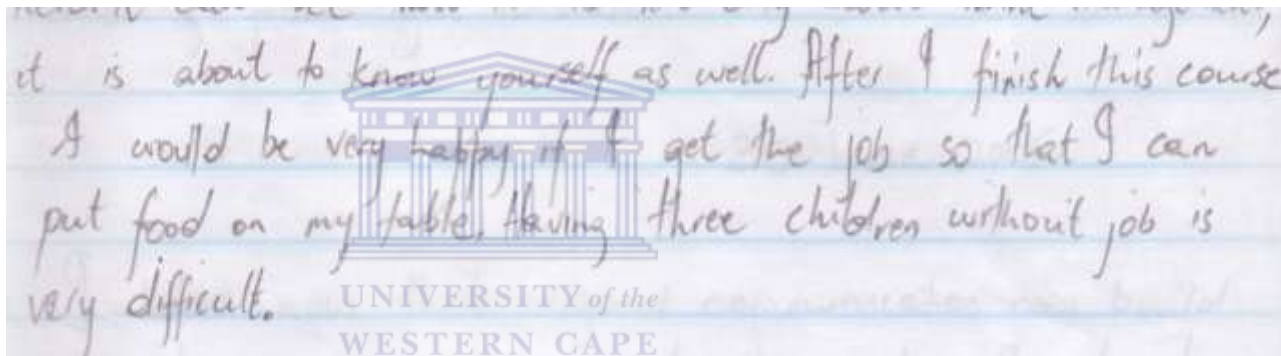 it is about to know yourself as well. After I finish this course
I would be very happy if I get the job so that I can
put food on my table. Having three children without job is
very difficult.
UNIVERSITY of the
WESTERN CAPE